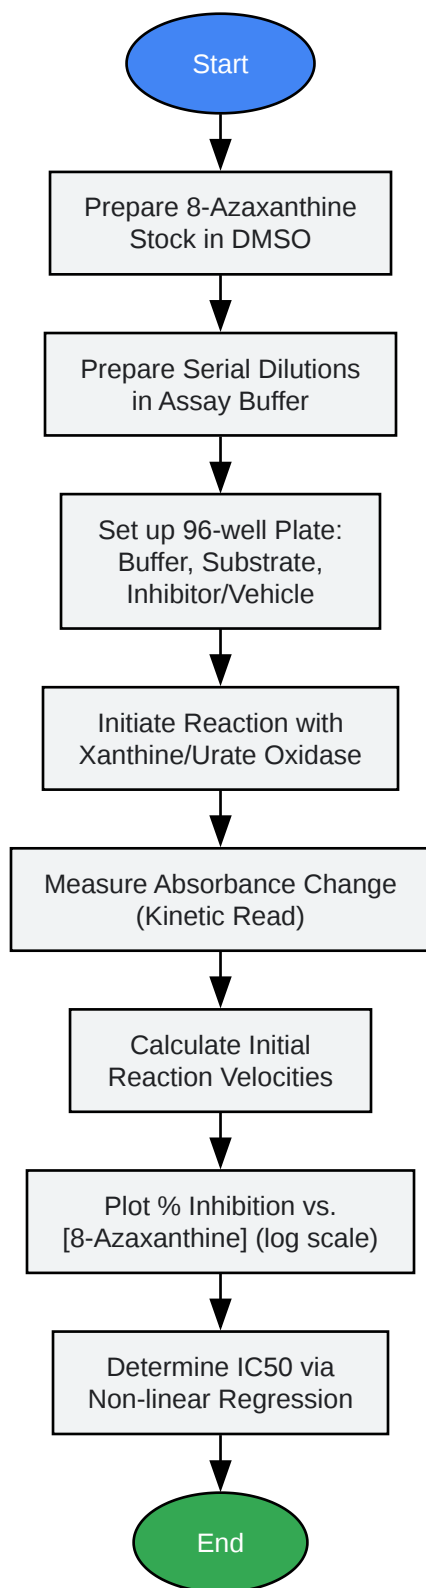 Start
Prepare 8-Azaxanthine
Stock in DMSO
Prepare Serial Dilutions
in Assay Buffer
Set up 96-well Plate:
Buffer, Substrate,
Inhibitor/Vehicle
Initiate Reaction with
Xanthine/Urate Oxidase
Measure Absorbance Change
(Kinetic Read)
Calculate Initial
Reaction Velocities
Plot % Inhibition vs.
[8-Azaxanthine] (log scale)
Determine IC50 via
Non-linear Regression
End